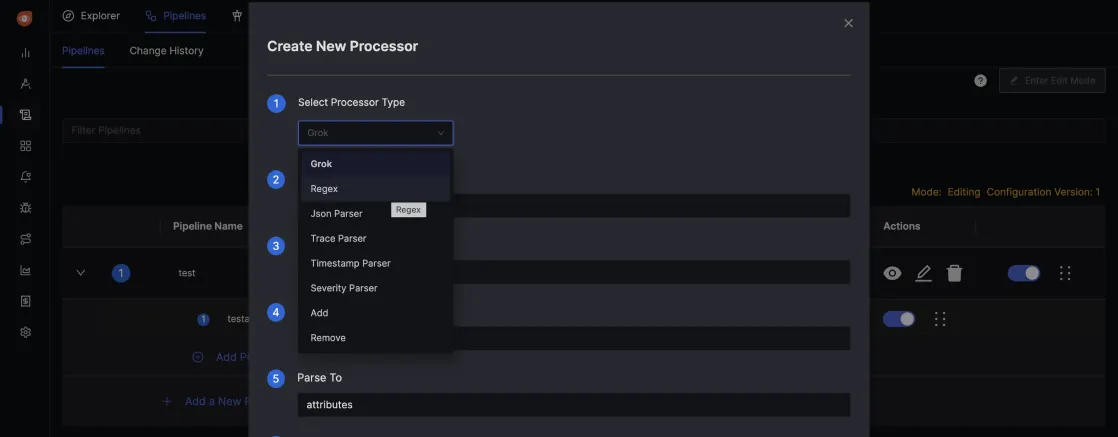 Explorer
Pipelines
Pipelines
Change History
Create New Processor
? Enter Edit Mode
1 Select Processor Type
Filter Pipelines
Grok
Grok
2
Regex
Mode: Editing Configuration Version: 1
Regex
Json Parser
Pipeline Name
Actions
Trace Parser
3
Timestamp Parser
1 test
Severity Parser
4
Add
1 testa
Remove
Add P
5 Parse To
Add a New P
attributes